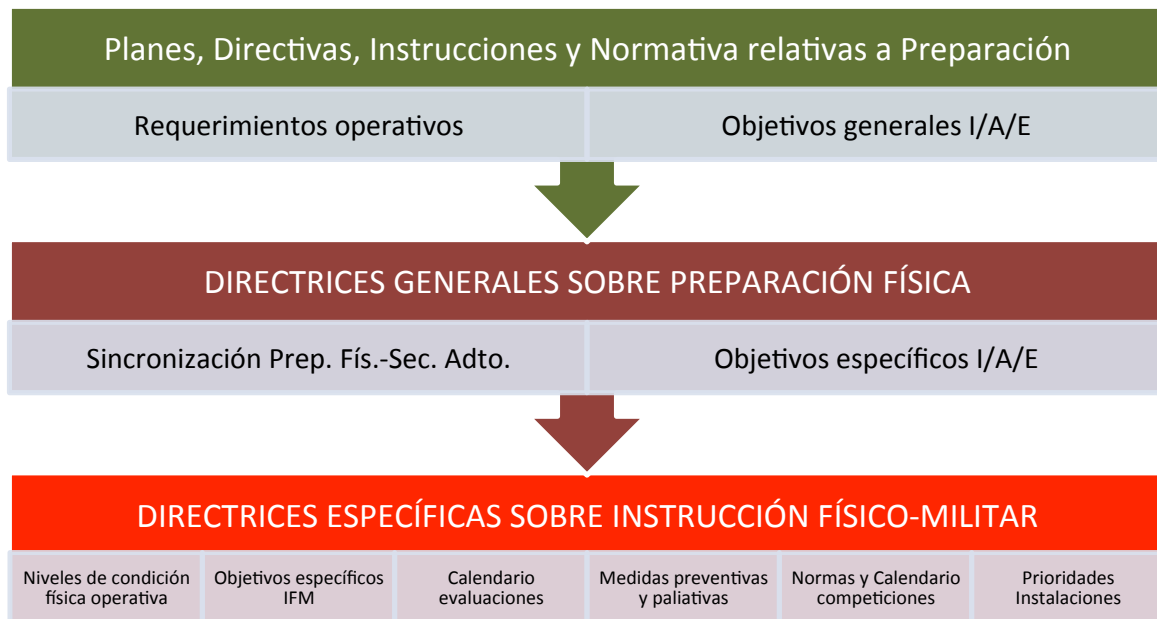 Planes, Directivas, Instrucciones y Normativa relativas a Preparación
Requerimientos operativos
Objetivos generales I/A/E
DIRECTRICES GENERALES SOBRE PREPARACIÓN FÍSICA
Sincronización Prep. Fís.-Sec. Adto.
Objetivos específicos I/A/E
DIRECTRICES ESPECÍFICAS SOBRE INSTRUCCIÓN FÍSICO-MILITAR
Niveles de condición
física operativa
Objetivos específicos
IFM
Calendario
evaluaciones
Medidas preventivas
y paliativas
Normas y Calendario
competiciones
Prioridades
Instalaciones